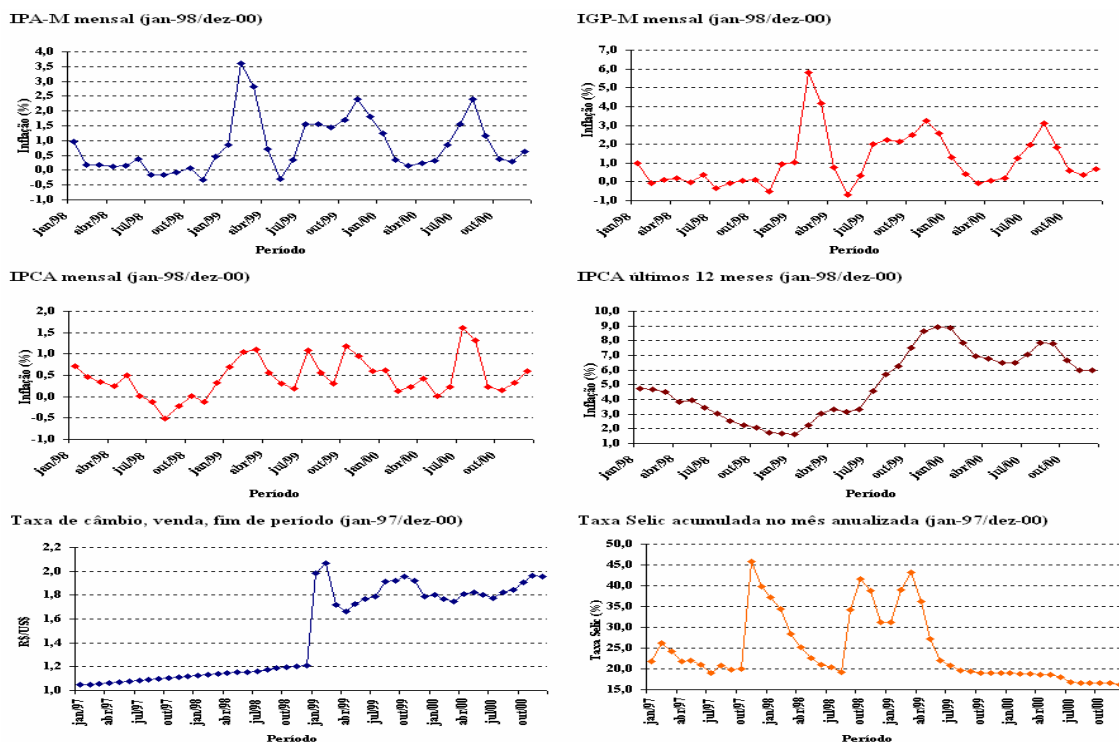 IPA-M mensal (jan-98/dez-00)
4,0
3,5
3,0
2,5
2,0
1,5
1,0
0,5
0,0
-0,5
-1,0
Inflação (%)
jan/98 abr/98 jul/98 out/98 jan/99 abr/99 jul/99 out/99 jan/00 abr/00 jul/00 out/00
Período
IGP-M mensal (jan-98/dez-00)
7,0
6,0
5,0
4,0
3,0
2,0
1,0
0,0
-1,0
Inflação (%)
jan/98 abr/98 jul/98 out/98 jan/99 abr/99 jul/99 out/99 jan/00 abr/00 jul/00 out/00
Período
IPCA mensal (jan-98/dez-00)
2,0
1,5
1,0
0,5
0,0
-0,5
-1,0
Inflação (%)
jan/98 abr/98 jul/98 out/98 jan/99 abr/99 jul/99 out/99 jan/00 abr/00 jul/00 out/00
Período
IPCA últimos 12 meses (jan-98/dez-00)
10,0
9,0
8,0
7,0
6,0
5,0
4,0
3,0
2,0
1,0
Inflação (%)
jan/98 abr/98 jul/98 out/98 jan/99 abr/99 jul/99 out/99 jan/00 abr/00 jul/00 out/00
Período
Taxa de câmbio, venda, fim de período (jan-97/dez-00)
2,2
2,0
1,8
1,6
1,4
1,2
1,0
R$/US$
jan/97 abr/97 jul/97 out/97 jan/98 abr/98 jul/98 out/98 jan/99 abr/99 jul/99 out/99 jan/00 abr/00 jul/00 out/00
Período
Taxa Selic acumulada no mês anualizada (jan-97/dez-00)
50,0
45,0
40,0
35,0
30,0
25,0
20,0
15,0
Taxa Selic (%)
jan/97 abr/97 jul/97 out/97 jan/98 abr/98 jul/98 out/98 jan/99 abr/99 jul/99 out/99 jan/00 abr/00 jul/00 out/00
Período